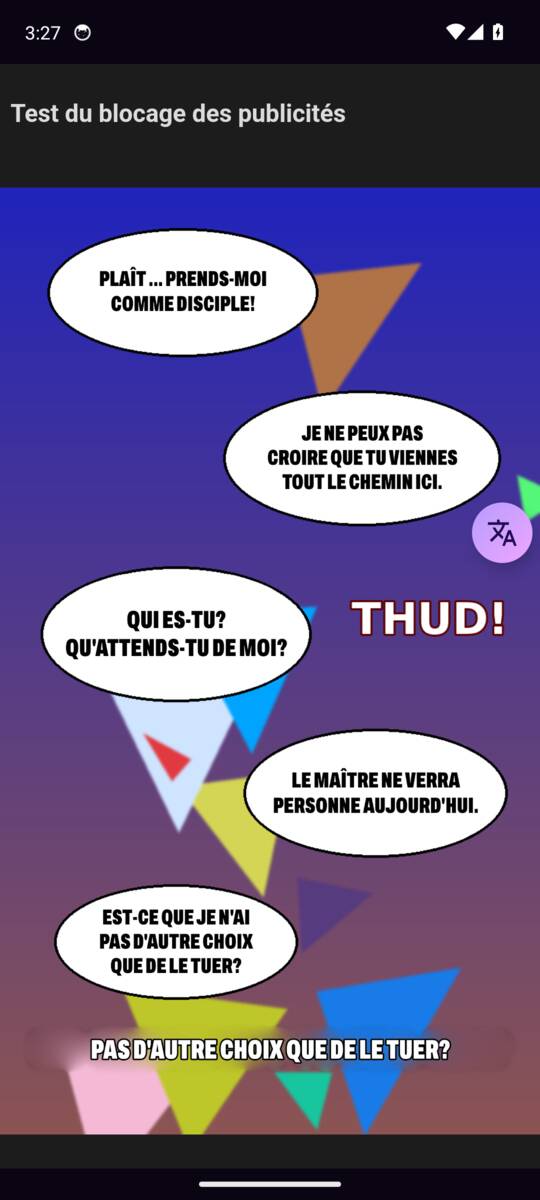 3:27
Test du blocage des publicités
PLAÎT ... PRENDS-MOI
COMME DISCIPLE!
JE NE PEUX PAS
CROIRE QUE TU VIENNES
TOUT LE CHEMIN ICI.
QUI ES-TU?
QU'ATTENDS-TU DE MOI?
THUD!
LE MAÎTRE NE VERRA
PERSONNE AUJOURD'HUI.
EST-CE QUE JE N'AI
PAS D'AUTRE CHOIX
QUE DE LE TUER?
PAS D'AUTRE CHOIX QUE DE LE TUER?